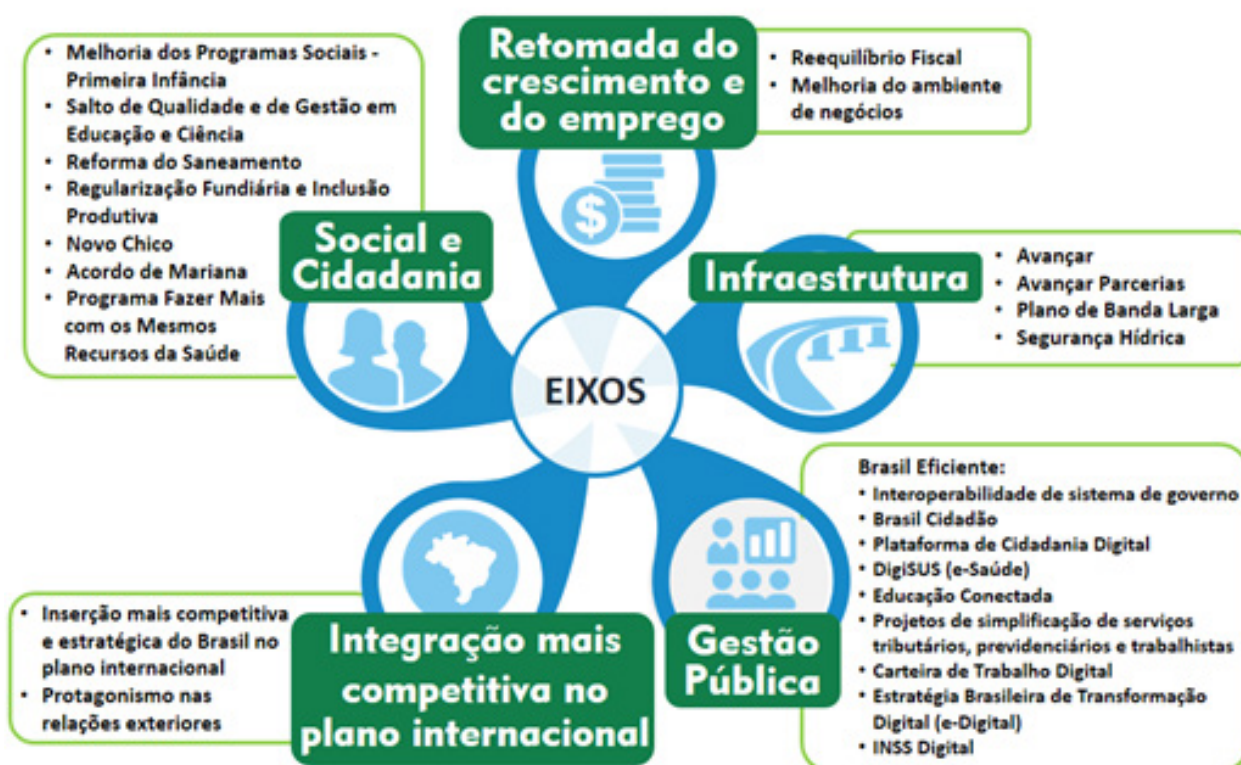 Retomada do
crescimento e
do emprego
• Reequilíbrio Fiscal
• Melhoria do ambiente
de negócios
• Melhoria dos Programas Sociais -
Primeira Infância
• Salto de Qualidade e de Gestão em
Educação e Ciência
• Reforma do Saneamento
• Regularização Fundiária e Inclusão
Produtiva
• Novo Chico
• Acordo de Mariana
• Programa Fazer Mais
com os Mesmos
Recursos da Saúde
Social e
Cidadania
$
Infraestrutura
• Avançar
• Avançar Parcerias
• Plano de Banda Larga
• Segurança Hídrica
EIXOS
Brasil Eficiente:
• Interoperabilidade de sistema de governo
• Brasil Cidadão
• Plataforma de Cidadania Digital
• DigiSUS (e-Saúde)
• Educação Conectada
• Projetos de simplificação de serviços
tributários, previdenciários e trabalhistas
• Carteira de Trabalho Digital
• Estratégia Brasileira de Transformação
Digital (e-Digital)
• INSS Digital
Gestão
Pública
• Inserção mais competitiva
e estratégica do Brasil no
plano internacional
• Protagonismo nas
relações exteriores
Integração mais
competitiva no
plano internacional